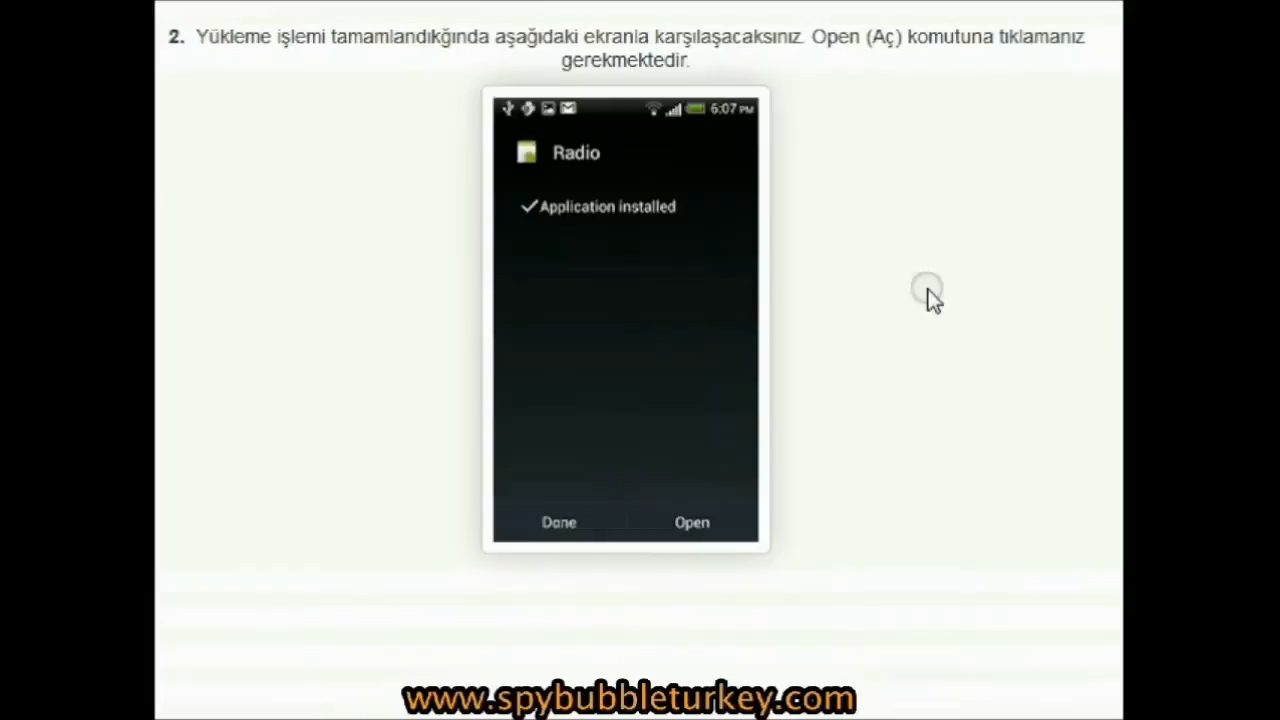 2. Yükleme işlemi tamamlandıkğında aşağıdaki ekranla karşılaşacaksınız. Open (Aç) komutuna tıklamanız
gerekmektedir.
6:07 PM
Radio
Application installed
Done Open
www.spybubbleturkey.com